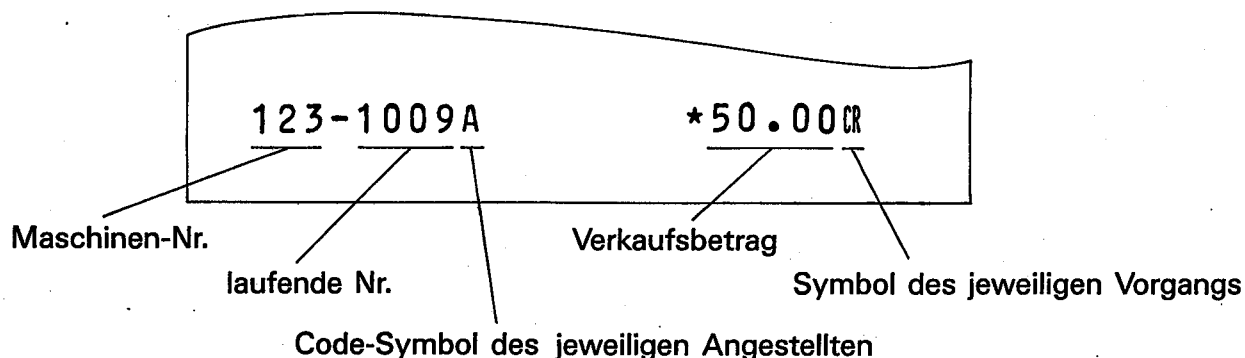 123-1009A *50.00CR
Maschinen-Nr.
Verkaufsbetrag
laufende Nr.
Symbol des jeweiligen Vorgangs
Code-Symbol des jeweiligen Angestellten